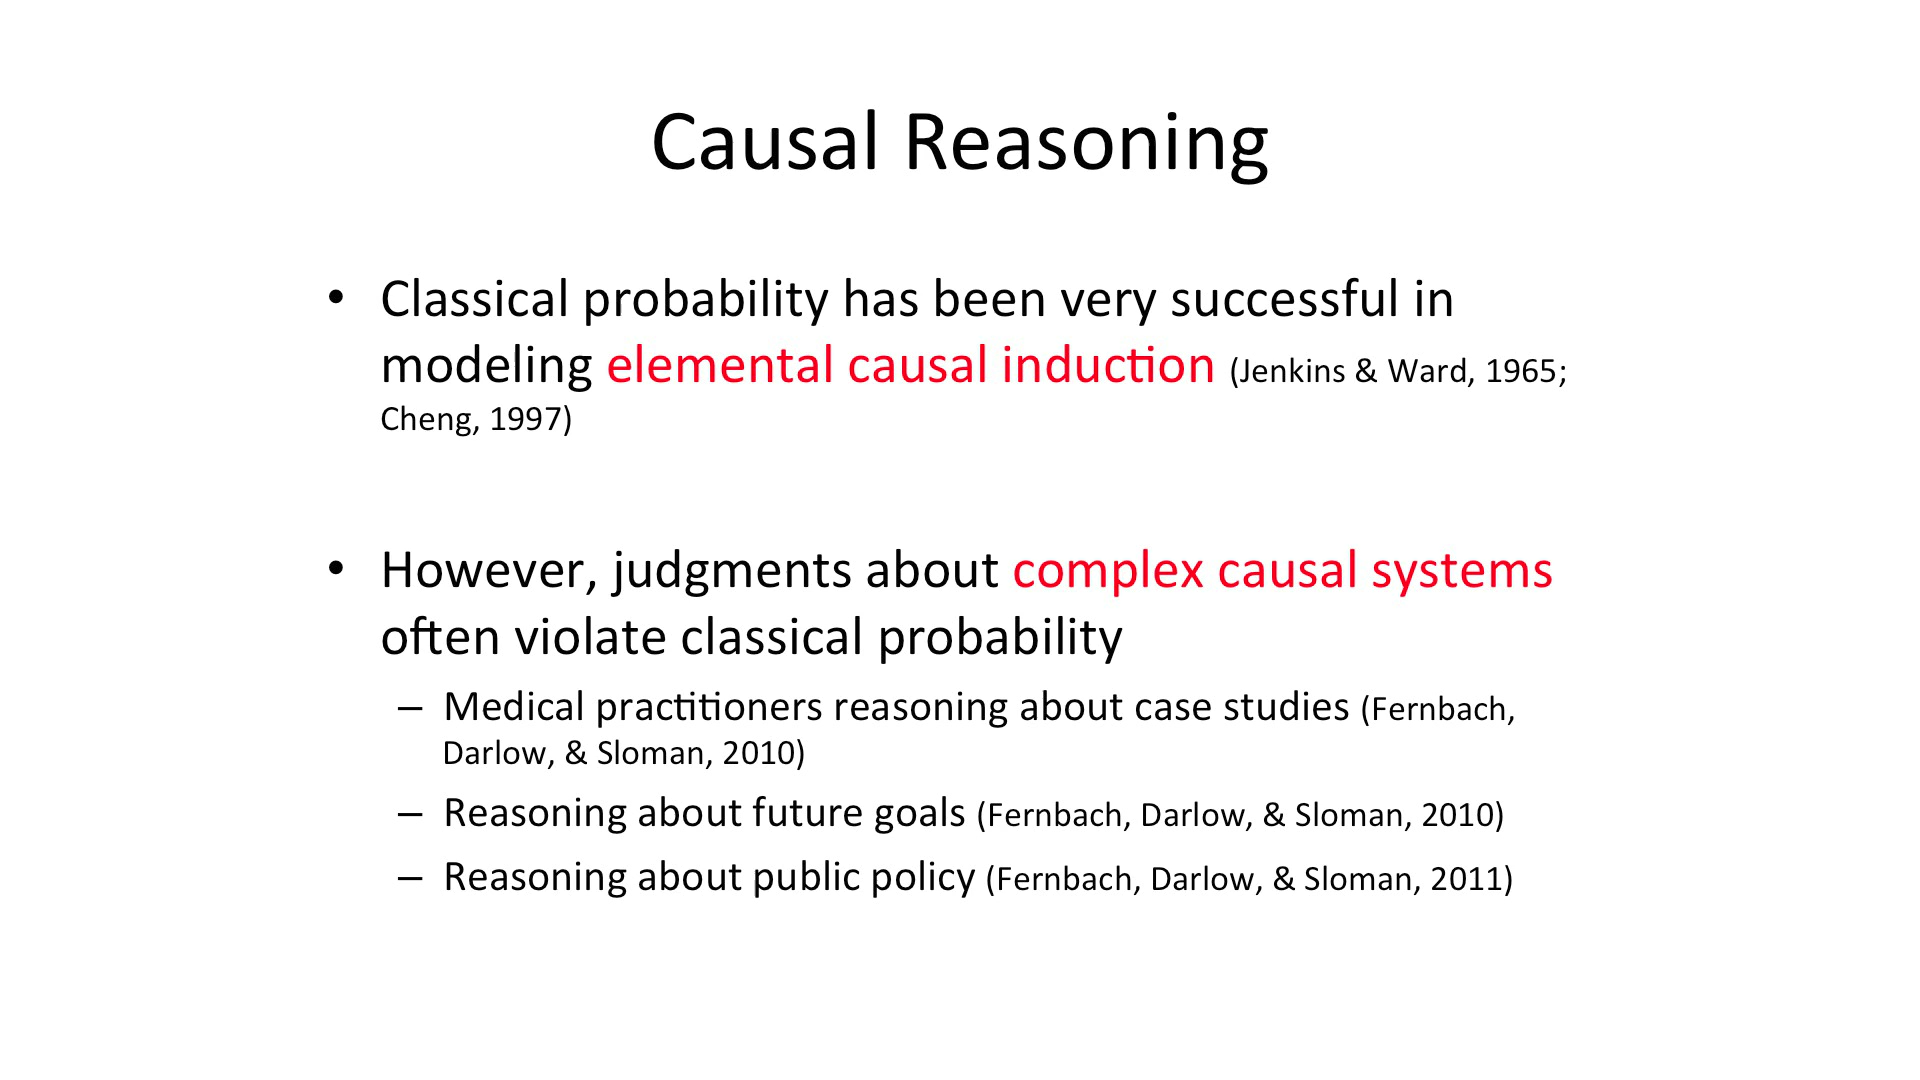 Causal Reasoning
• Classical probability has been very successful in
modeling elemental causal induction (Jenkins & Ward, 1965;
Cheng, 1997)
• However, judgments about complex causal systems
often violate classical probability
– Medical practitioners reasoning about case studies (Fernbach,
Darlow, & Sloman, 2010)
– Reasoning about future goals (Fernbach, Darlow, & Sloman, 2010)
– Reasoning about public policy (Fernbach, Darlow, & Sloman, 2011)